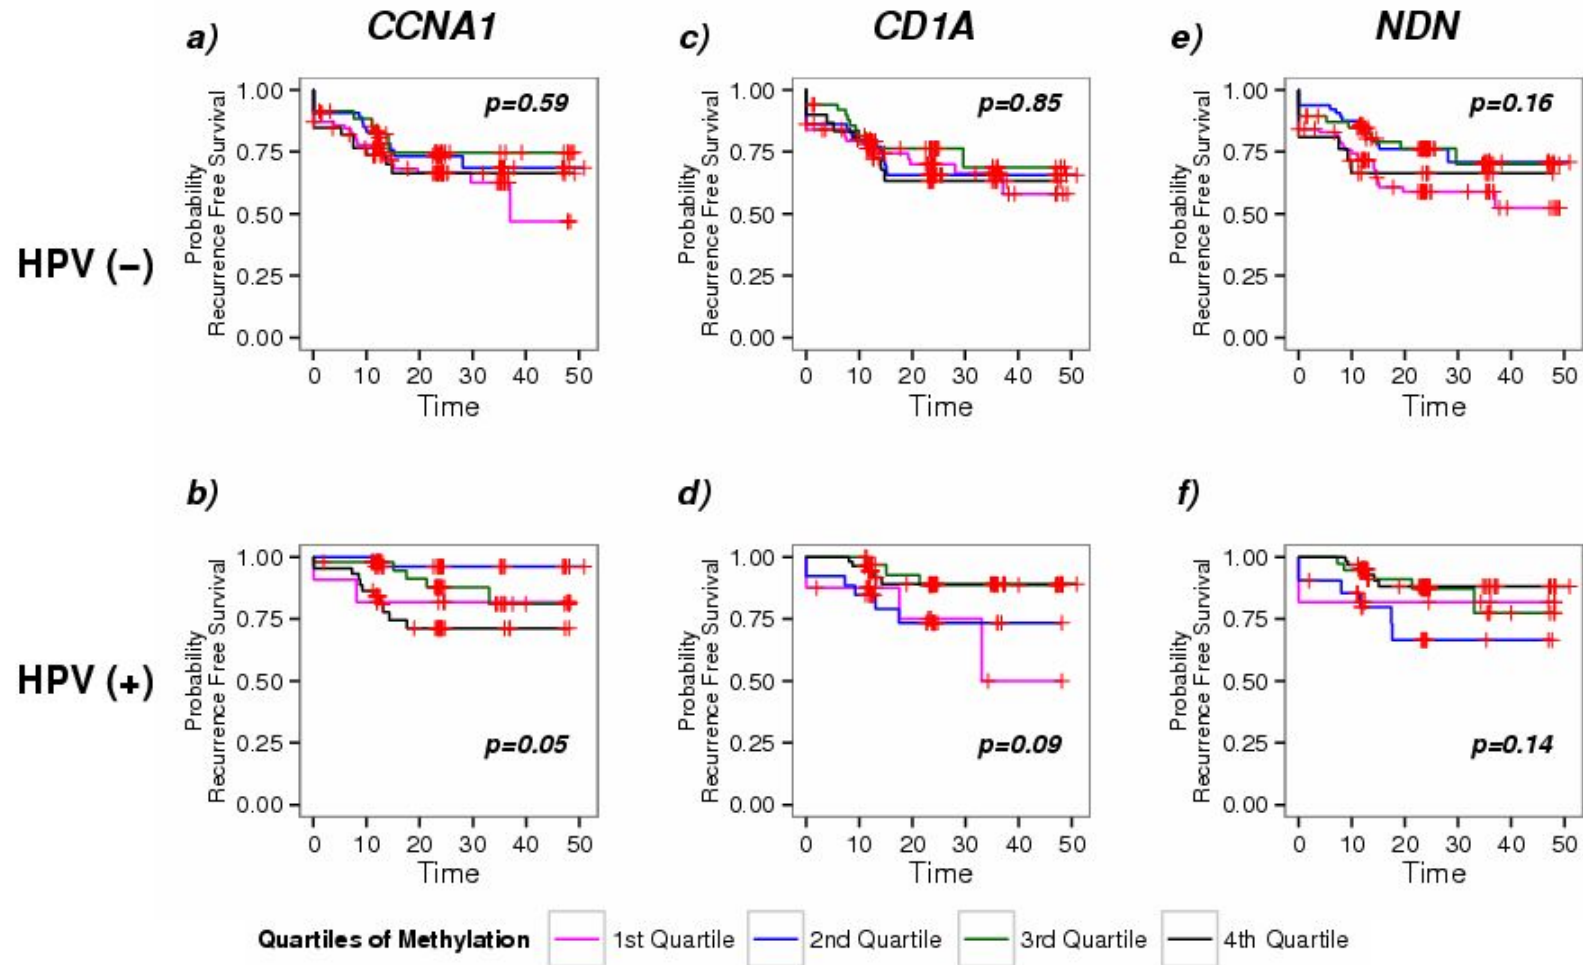 CCNA1
CD1A
NDN
a)
c)
e)
HPV (−)
Probability
Recurrence Free Survival
1.00
0.75
0.50
0.25
0.00
p=0.59
0 10 20 30 40 50
Time
Probability
Recurrence Free Survival
1.00
0.75
0.50
0.25
0.00
p=0.85
0 10 20 30 40 50
Time
Probability
Recurrence Free Survival
1.00
0.75
0.50
0.25
0.00
p=0.16
0 10 20 30 40 50
Time
b)
d)
f)
HPV (+)
Probability
Recurrence Free Survival
1.00
0.75
0.50
0.25
0.00
p=0.05
0 10 20 30 40 50
Time
Probability
Recurrence Free Survival
1.00
0.75
0.50
0.25
0.00
p=0.09
0 10 20 30 40 50
Time
Probability
Recurrence Free Survival
1.00
0.75
0.50
0.25
0.00
p=0.14
0 10 20 30 40 50
Time
Quartiles of Methylation 1st Quartile 2nd Quartile 3rd Quartile 4th Quartile